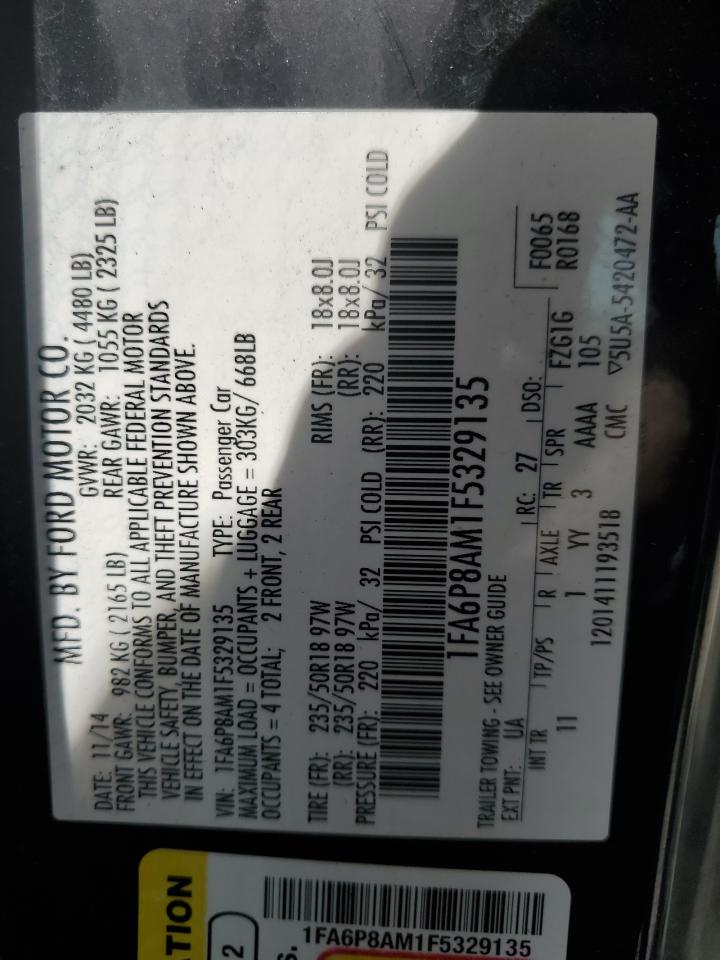 MFD. BY FORD MOTOR CO.
DATE: 11/14 GVWR: 2032 KG ( 4480 LB)
FRONT GAWR: 982 KG ( 2165 LB) REAR GAWR: 1055 KG ( 2325 LB)
THIS VEHICLE CONFORMS TO ALL APPLICABLE FEDERAL MOTOR
VEHICLE SAFETY, BUMPER, AND THEFT PREVENTION STANDARDS
IN EFFECT ON THE DATE OF MANUFACTURE SHOWN ABOVE.
VIN: 1FA6P8AM1F5329135 TYPE: Passenger Car
MAXIMUM LOAD = OCCUPANTS + LUGGAGE = 303KG/ 668LB
OCCUPANTS = 4 TOTAL; 2 FRONT, 2 REAR
TIRE (FR): 235/50R18 97W RIMS (FR): 18x8.0J
(RR): 235/50R18 97W (RR): 18x8.0J
PRESSURE (FR): 220 kPa/ 32 PSI COLD (RR): 220 kPa/ 32 PSI COLD
1FA6P8AM1F5329135
TRAILER TOWING - SEE OWNER GUIDE
EXT PNT: UA RC: 27 DSO: F0065
R0168
INT TR TP/PS R AXLE TR SPR FZG1G
11 1 YY 3 AAAA 105
1201411193518 CMC ▽5U5A-5420472-AA
ATION
2
S.
1FA6P8AM1F5329135